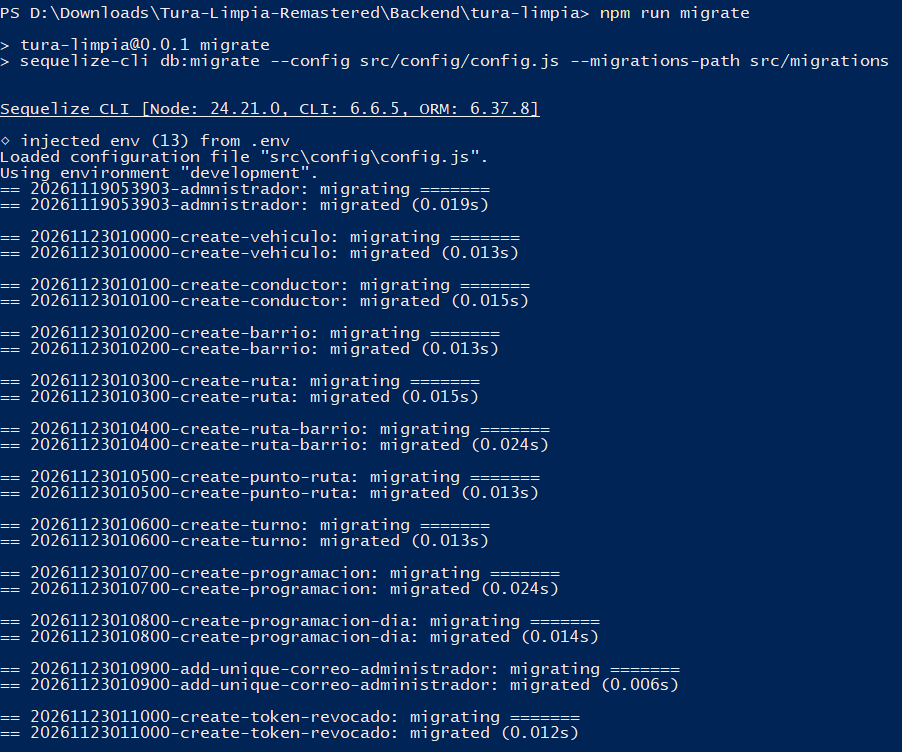 PS D:\Downloads\Tura-Limpia-Remastered\Backend\tura-limpia> npm run migrate
> tura-limpia@0.0.1 migrate
> sequelize-cli db:migrate --config src/config/config.js --migrations-path src/migrations
Sequelize CLI [Node: 24.21.0, CLI: 6.6.5, ORM: 6.37.8]
◇ injected env (13) from .env
Loaded configuration file "src\config\config.js".
Using environment "development".
== 20261119053903-admnistrador: migrating =======
== 20261119053903-admnistrador: migrated (0.019s)
== 20261123010000-create-vehiculo: migrating =======
== 20261123010000-create-vehiculo: migrated (0.013s)
== 20261123010100-create-conductor: migrating =======
== 20261123010100-create-conductor: migrated (0.015s)
== 20261123010200-create-barrio: migrating =======
== 20261123010200-create-barrio: migrated (0.013s)
== 20261123010300-create-ruta: migrating =======
== 20261123010300-create-ruta: migrated (0.015s)
== 20261123010400-create-ruta-barrio: migrating =======
== 20261123010400-create-ruta-barrio: migrated (0.024s)
== 20261123010500-create-punto-ruta: migrating =======
== 20261123010500-create-punto-ruta: migrated (0.013s)
== 20261123010600-create-turno: migrating =======
== 20261123010600-create-turno: migrated (0.013s)
== 20261123010700-create-programacion: migrating =======
== 20261123010700-create-programacion: migrated (0.024s)
== 20261123010800-create-programacion-dia: migrating =======
== 20261123010800-create-programacion-dia: migrated (0.014s)
== 20261123010900-add-unique-correo-administrador: migrating =======
== 20261123010900-add-unique-correo-administrador: migrated (0.006s)
== 20261123011000-create-token-revocado: migrating =======
== 20261123011000-create-token-revocado: migrated (0.012s)